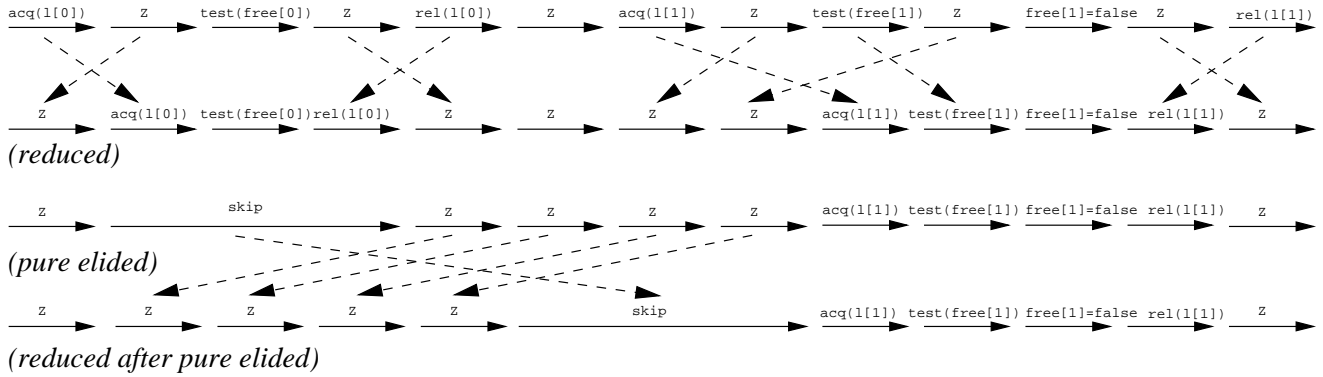 acq(l[0]) Z test(free[0]) Z rel(l[0]) Z acq(l[1]) Z test(free[1]) Z free[1]=false Z rel(l[1])
Z acq(l[0]) test(free[0]) rel(l[0]) Z Z Z Z acq(l[1]) test(free[1]) free[1]=false rel(l[1]) Z
(reduced)
Z skip Z Z Z Z acq(l[1]) test(free[1]) free[1]=false rel(l[1]) Z
(pure elided)
Z Z Z Z Z skip acq(l[1]) test(free[1]) free[1]=false rel(l[1]) Z
(reduced after pure elided)